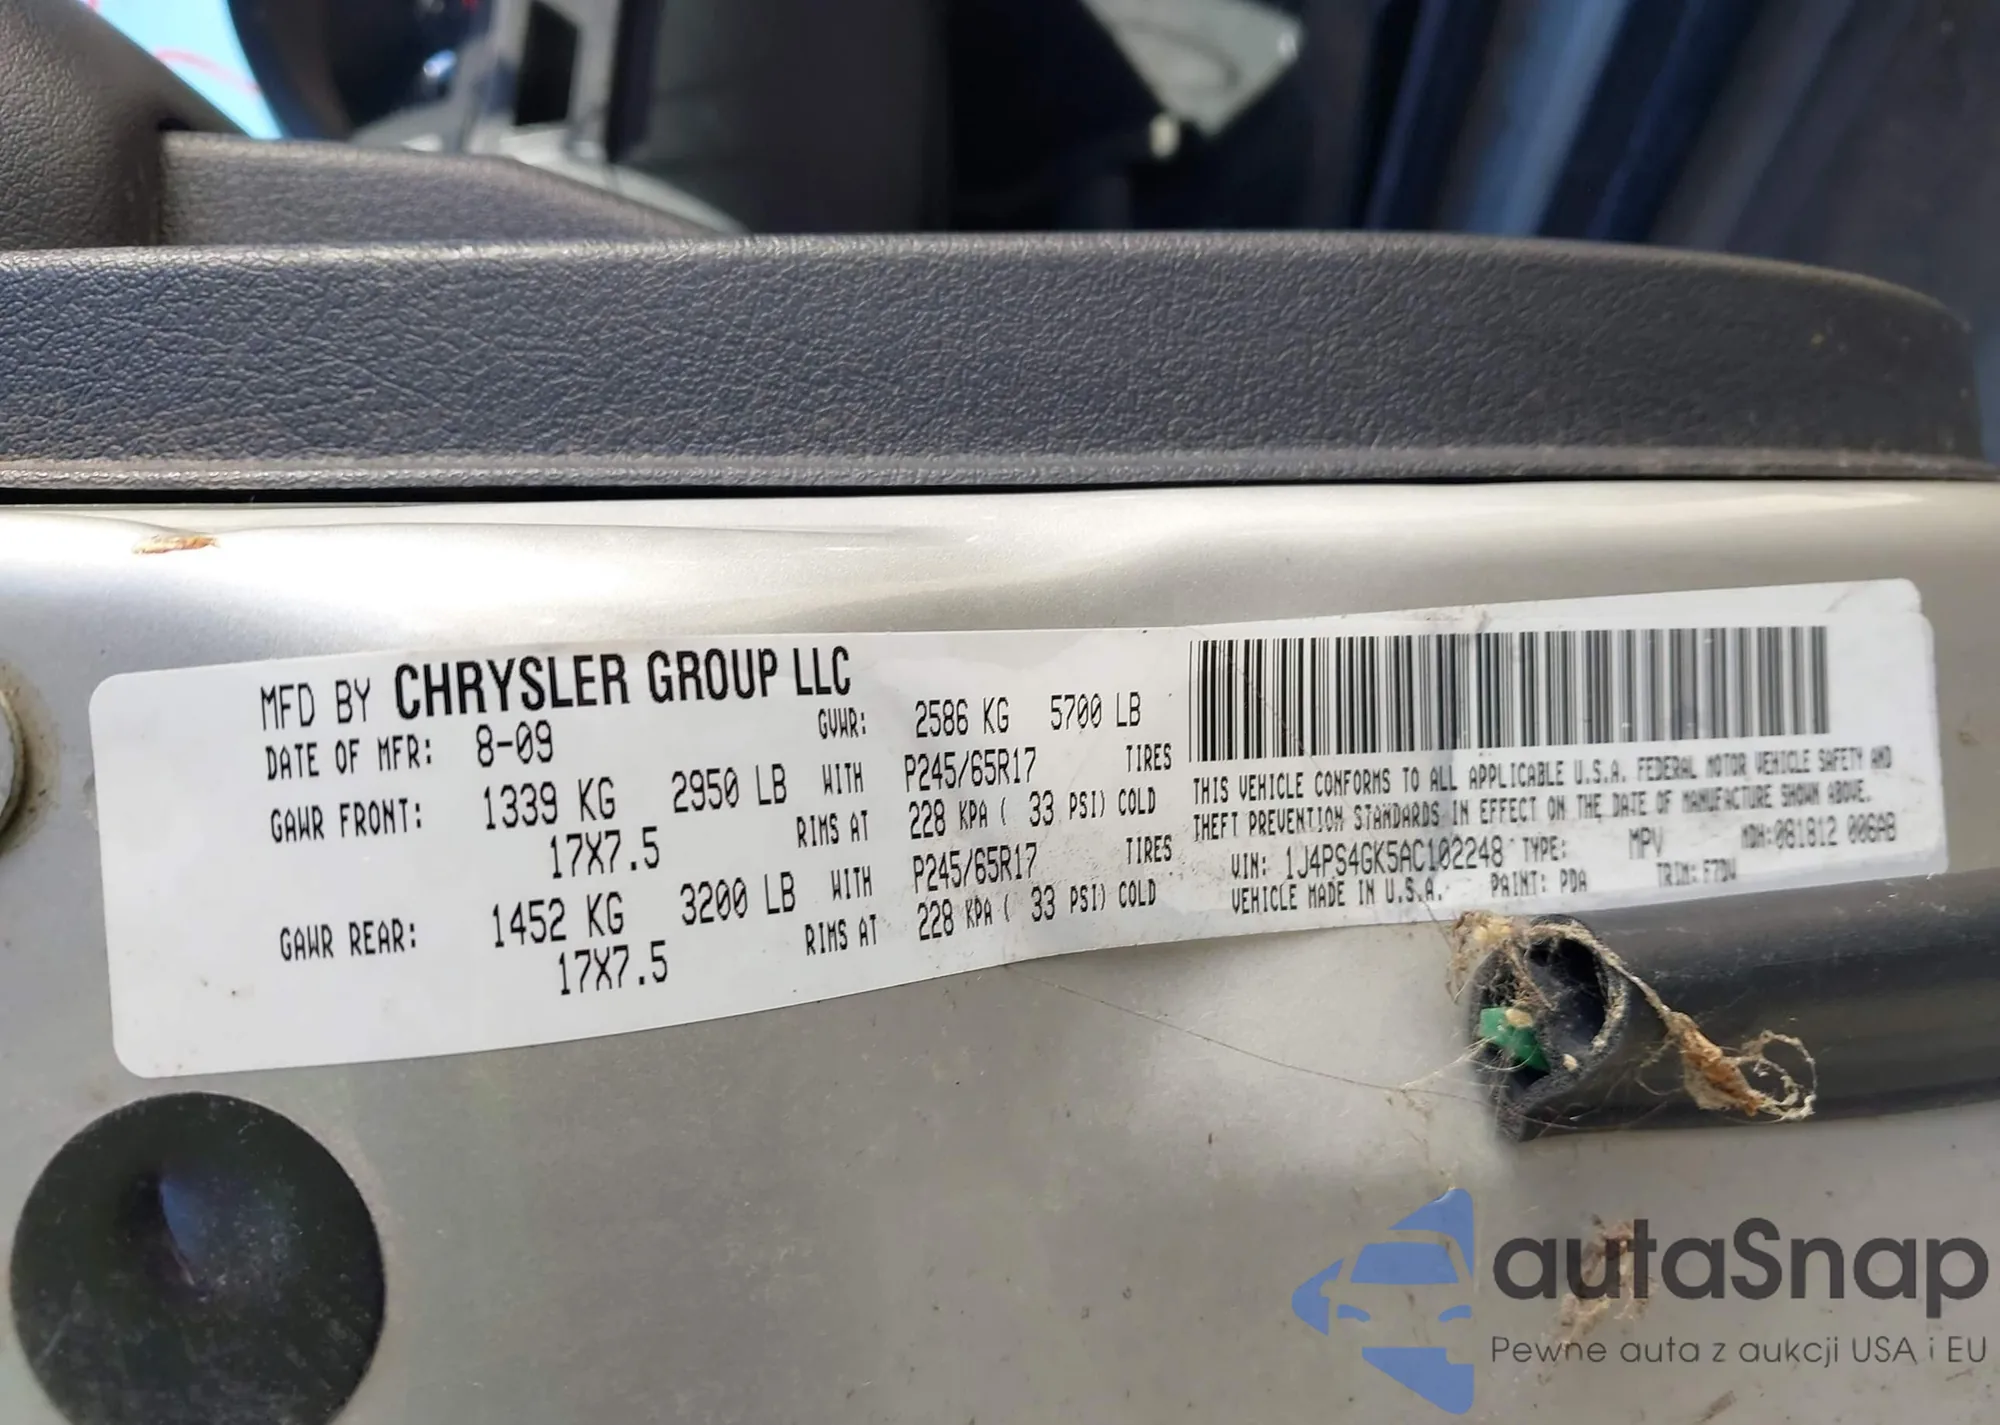 MFD BY CHRYSLER GROUP LLC
DATE OF MFR: 8-09 GVWR: 2586 KG 5700 LB
GAWR FRONT: 1339 KG 2950 LB WITH P245/65R17 TIRES
17X7.5 RIMS AT 228 KPA ( 33 PSI) COLD
GAWR REAR: 1452 KG 3200 LB WITH P245/65R17 TIRES
17X7.5 RIMS AT 228 KPA ( 33 PSI) COLD
THIS VEHICLE CONFORMS TO ALL APPLICABLE U.S.A. FEDERAL MOTOR VEHICLE SAFETY AND
THEFT PREVENTION STANDARDS IN EFFECT ON THE DATE OF MANUFACTURE SHOWN ABOVE.
VIN: 1J4PS4GK5AC102248 TYPE: MPV MDH:081812 006AB
VEHICLE MADE IN U.S.A. PAINT: PDA TRIM:
autaSnap
Pewne auta z aukcji USA i EU